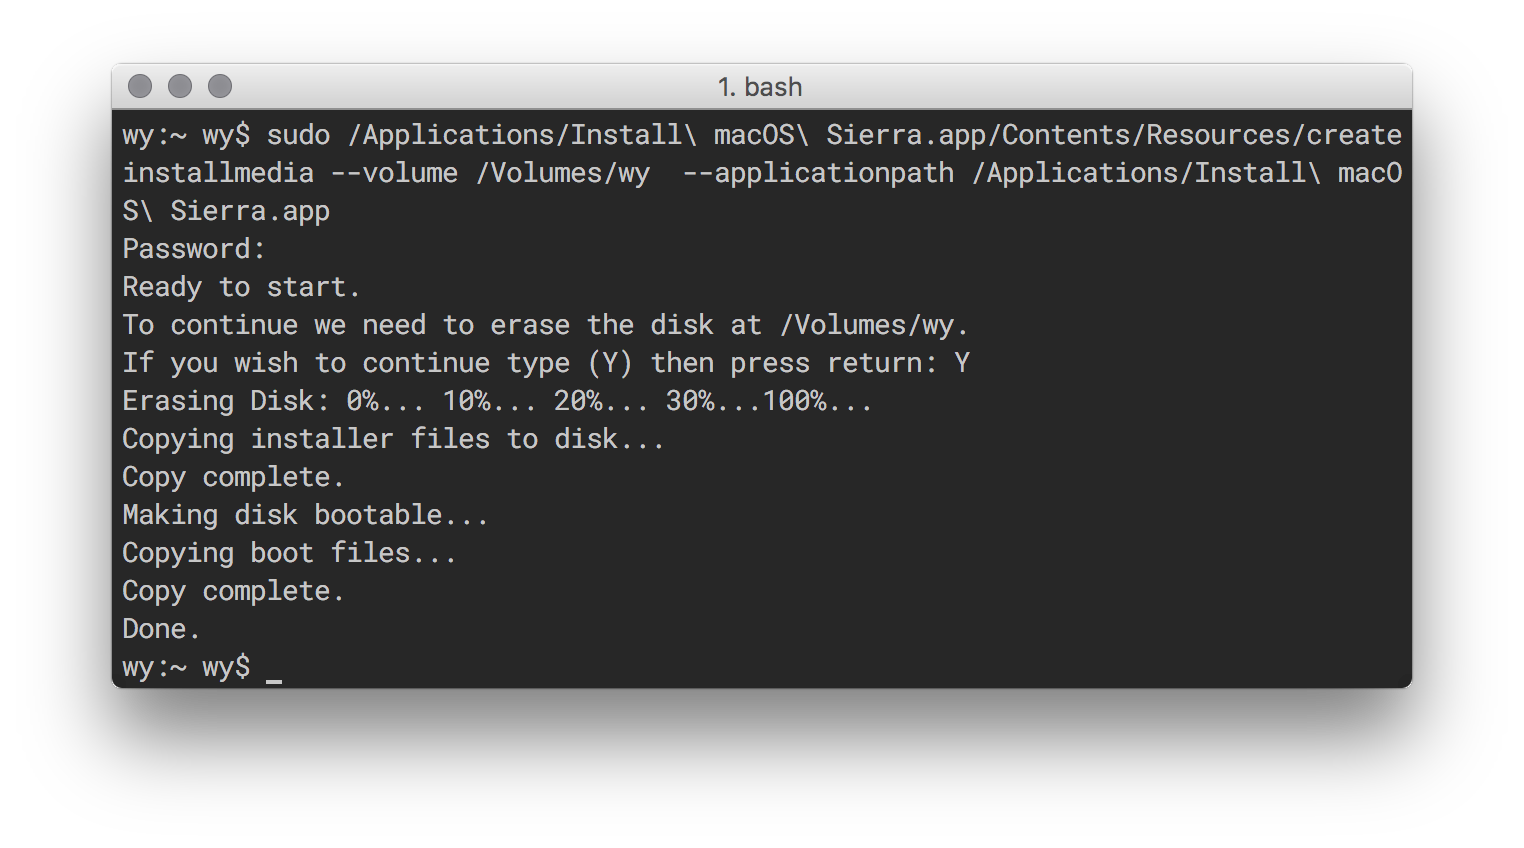 1. bash
wy:~ wy$ sudo /Applications/Install\ macOS\ Sierra.app/Contents/Resources/create
installmedia --volume /Volumes/wy  --applicationpath /Applications/Install\ macO
S\ Sierra.app
Password:
Ready to start.
To continue we need to erase the disk at /Volumes/wy.
If you wish to continue type (Y) then press return: Y
Erasing Disk: 0%... 10%... 20%... 30%...100%...
Copying installer files to disk...
Copy complete.
Making disk bootable...
Copying boot files...
Copy complete.
Done.
wy:~ wy$ _